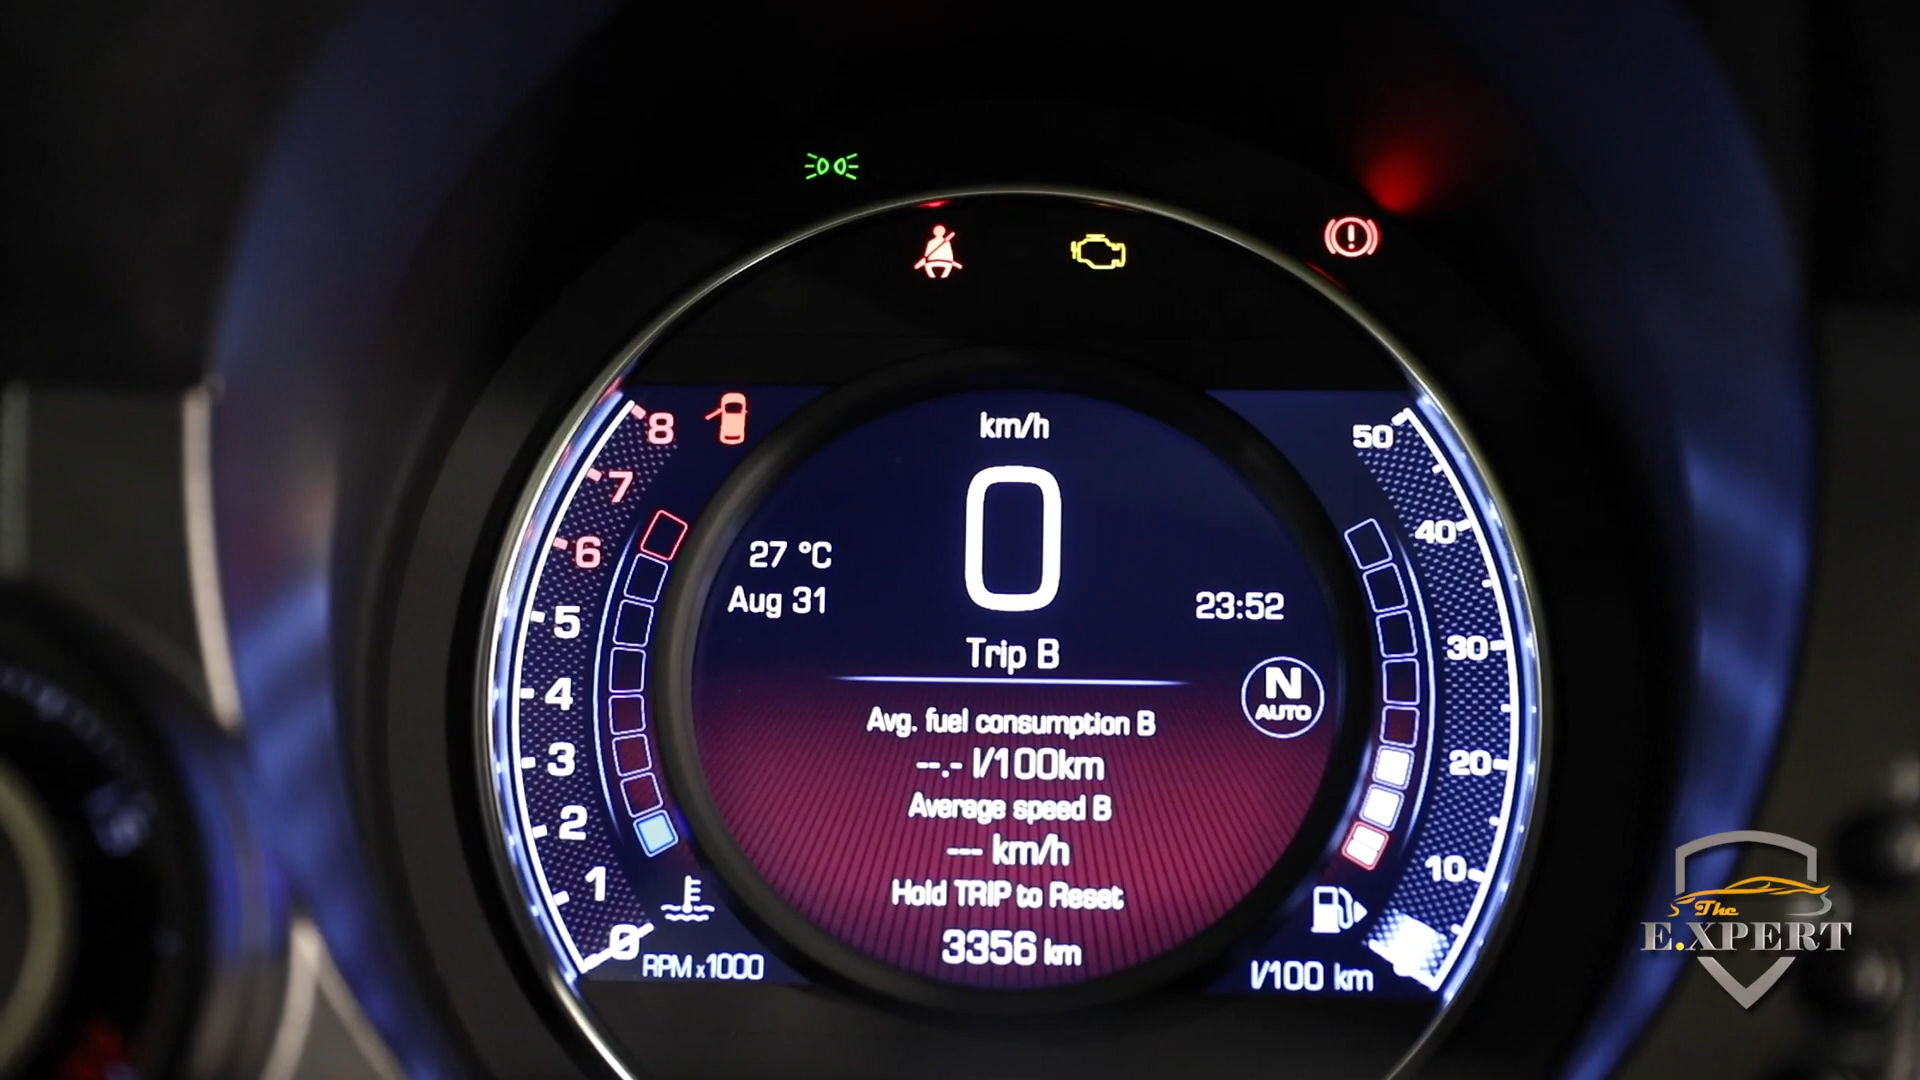 km/h
0
27 °C
Aug 31
23:52
Trip B
N
AUTO
Avg. fuel consumption B
--.- l/100km
Average speed B
--- km/h
Hold TRIP to Reset
3356 km
8
7
6
5
4
3
2
1
0
RPM x1000
50
40
30
20
10
l/100 km
The
E.XPERT